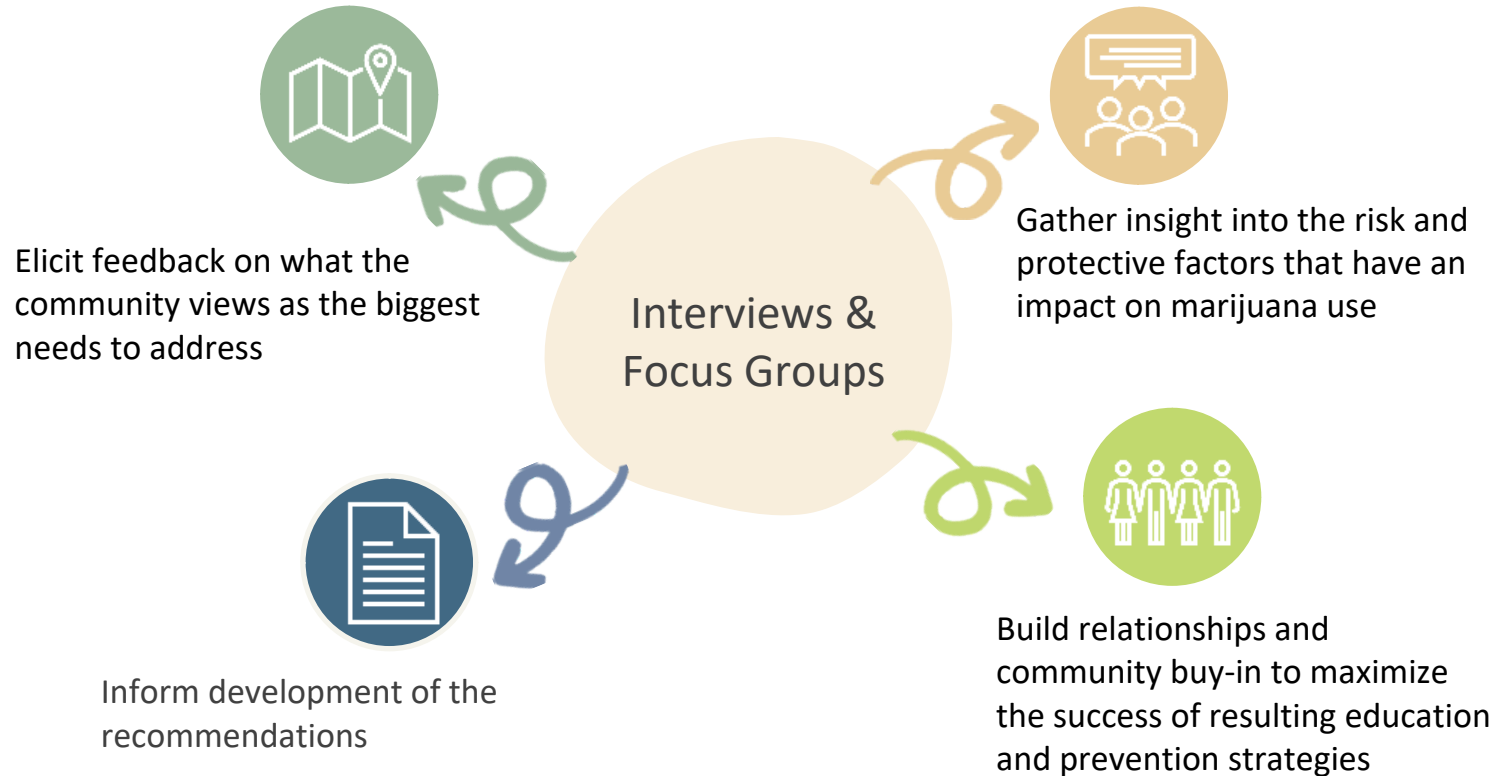 Elicit feedback on what the
community views as the biggest
needs to address
Gather insight into the risk and
protective factors that have an
impact on marijuana use
Interviews &
Focus Groups
Inform development of the
recommendations
Build relationships and
community buy-in to maximize
the success of resulting education
and prevention strategies